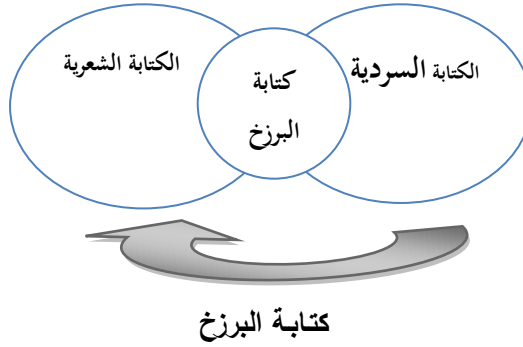 الكتابة السردية
كتابة
البرزخ
الكتابة الشعرية
كتابة البرزخ